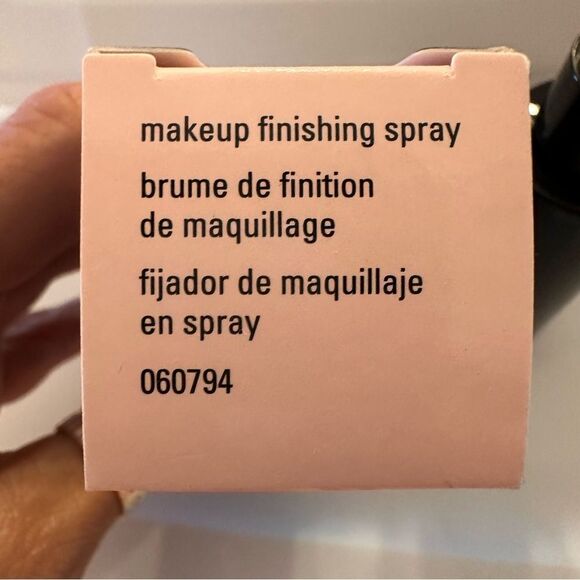 makeup finishing spray
brume de finition
de maquillage
fijador de maquillaje
en spray
060794